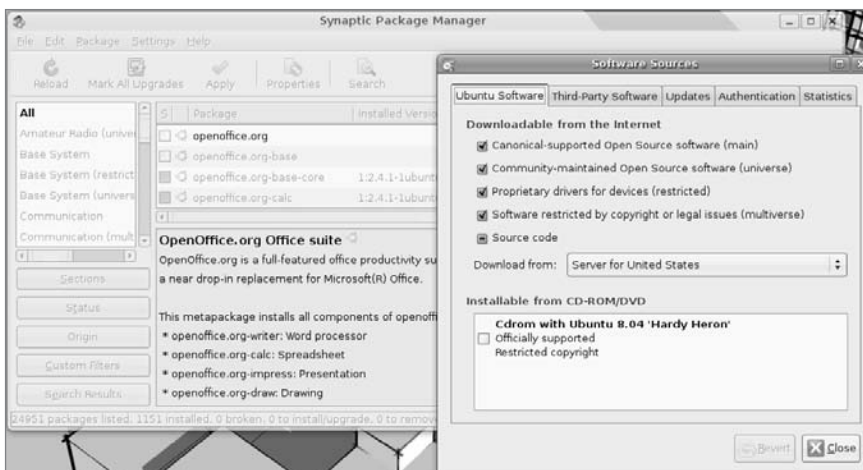 Synaptic Package Manager
File Edit Package Settings Help
Reload Mark All Upgrades Apply Properties Search
All
Amateur Radio (univer
Base System
Base System (restrict
Base System (univers
Communication
Communication (mult
Sections
Status
Origin
Custom Filters
Search Results
S Package Installed Versio
openoffice.org
openoffice.org-base
openoffice.org-base-core 1:2.4.1-1ubunt
openoffice.org-calc 1:2.4.1-1ubunt
OpenOffice.org Office suite
OpenOffice.org is a full-featured office productivity su
a near drop-in replacement for Microsoft(R) Office.
This metapackage installs all components of openoffi
* openoffice.org-writer: Word processor
* openoffice.org-calc: Spreadsheet
* openoffice.org-impress: Presentation
* openoffice.org-draw: Drawing
24951 packages listed, 1151 installed, 0 broken, 0 to install/upgrade, 0 to remov
Software Sources
Ubuntu Software Third-Party Software Updates Authentication Statistics
Downloadable from the Internet
Canonical-supported Open Source software (main)
Community-maintained Open Source software (universe)
Proprietary drivers for devices (restricted)
Software restricted by copyright or legal issues (multiverse)
Source code
Download from: Server for United States
Installable from CD-ROM/DVD
Cdrom with Ubuntu 8.04 'Hardy Heron'
Officially supported
Restricted copyright
Revert Close